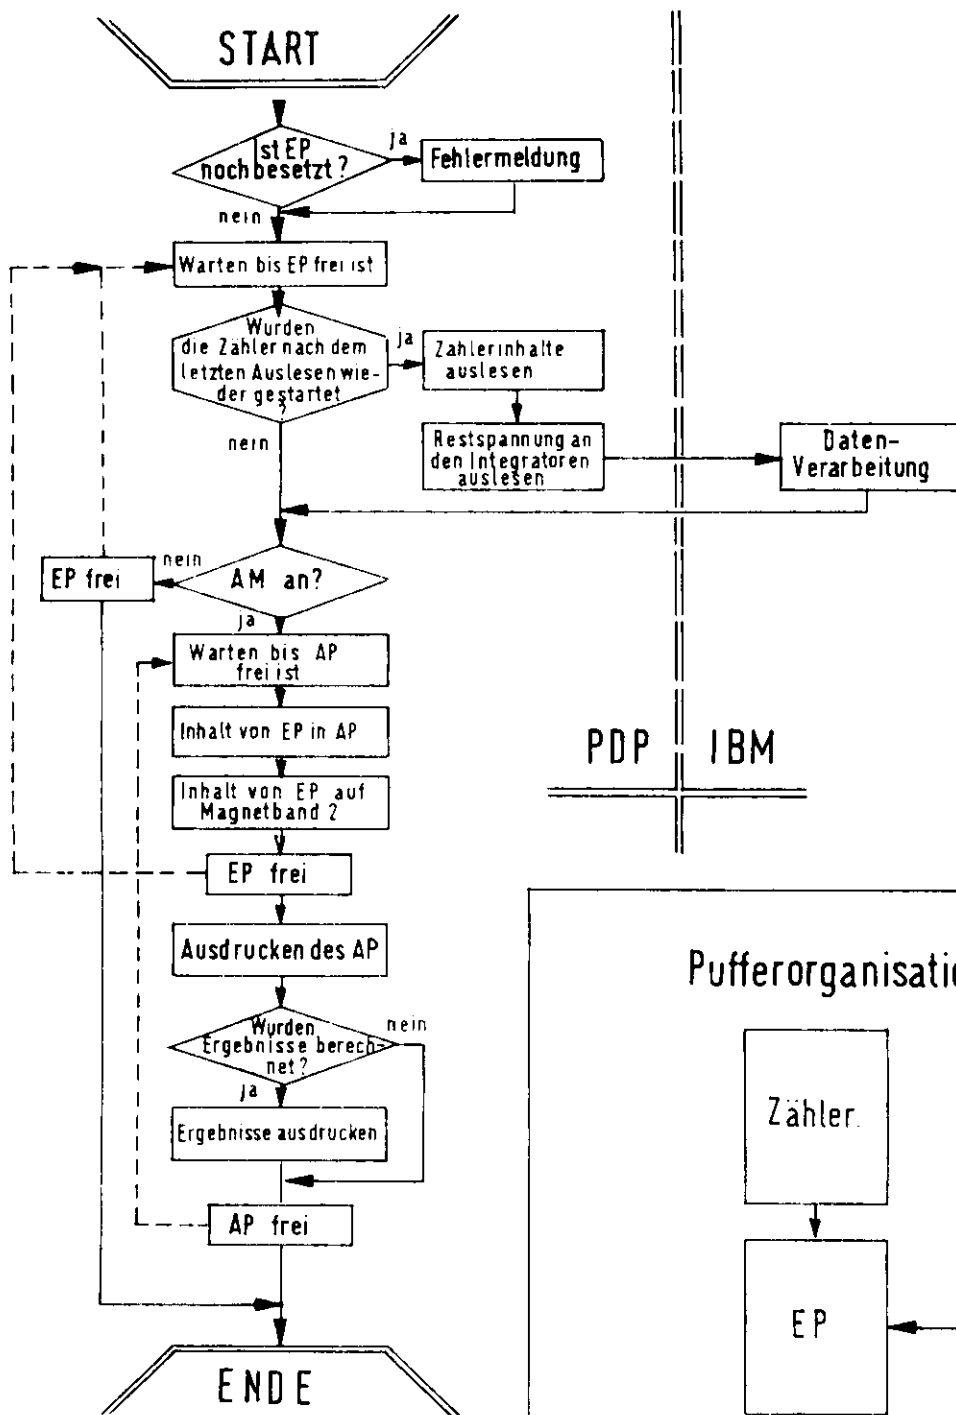 START
Ist EP
noch besetzt?
ja
Fehlermeldung
nein
Warten bis EP frei ist
Wurden
die Zähler nach dem
letzten Auslesen wie-
der gestartet
?
ja
Zählerinhalte
auslesen
nein
Restspannung an
den Integratoren
auslesen
Daten-
Verarbeitung
nein
EP frei
AM an?
ja
Warten bis AP
frei ist
Inhalt von EP in AP
PDP
IBM
Inhalt von EP auf
Magnetband 2
EP frei
Ausdrucken des AP
Wurden
Ergebnisse berech-
net?
nein
ja
Ergebnisse ausdrucken
AP frei
ENDE
Pufferorganisatio
Zähler.
EP